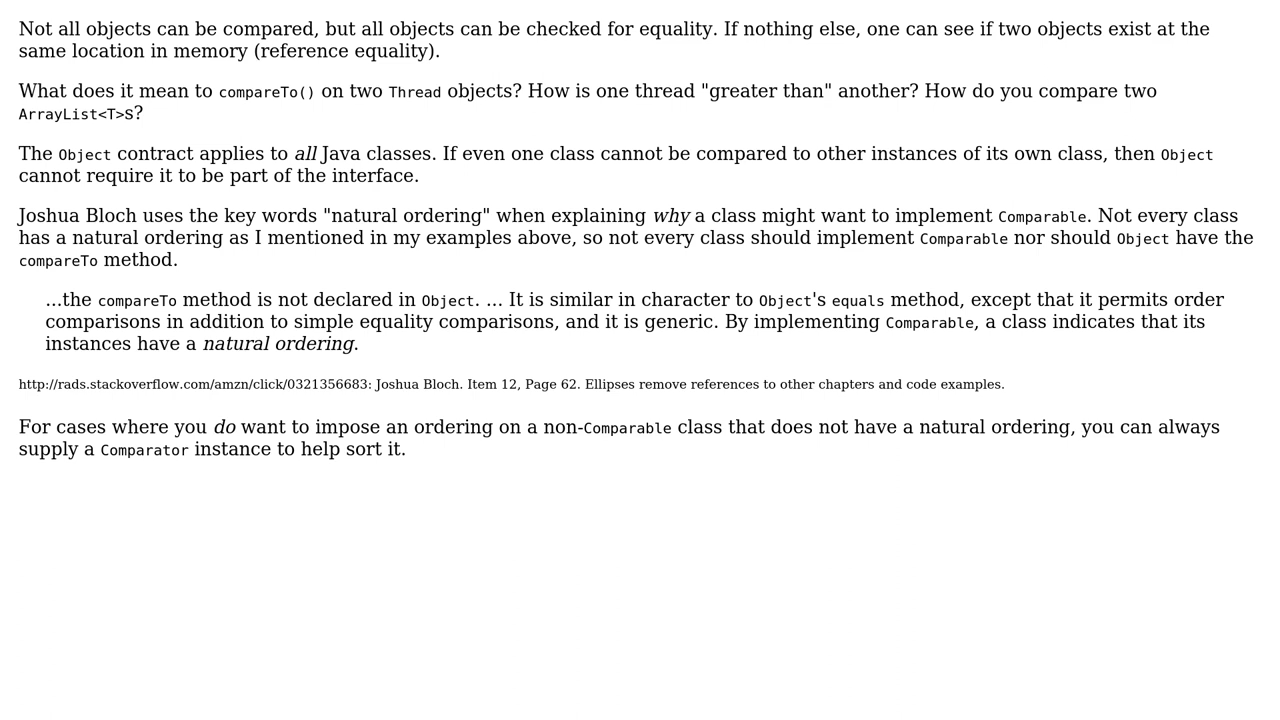 Not all objects can be compared, but all objects can be checked for equality. If nothing else, one can see if two objects exist at the
same location in memory (reference equality).
What does it mean to compareTo() on two Thread objects? How is one thread "greater than" another? How do you compare two
ArrayList<T>s?
The Object contract applies to all Java classes. If even one class cannot be compared to other instances of its own class, then Object
cannot require it to be part of the interface.
Joshua Bloch uses the key words "natural ordering" when explaining why a class might want to implement Comparable. Not every class
has a natural ordering as I mentioned in my examples above, so not every class should implement Comparable nor should Object have the
compareTo method.
...the compareTo method is not declared in Object. ... It is similar in character to Object's equals method, except that it permits order
comparisons in addition to simple equality comparisons, and it is generic. By implementing Comparable, a class indicates that its
instances have a natural ordering.
http://rads.stackoverflow.com/amzn/click/0321356683: Joshua Bloch. Item 12, Page 62. Ellipses remove references to other chapters and code examples.
For cases where you do want to impose an ordering on a non-Comparable class that does not have a natural ordering, you can always
supply a Comparator instance to help sort it.